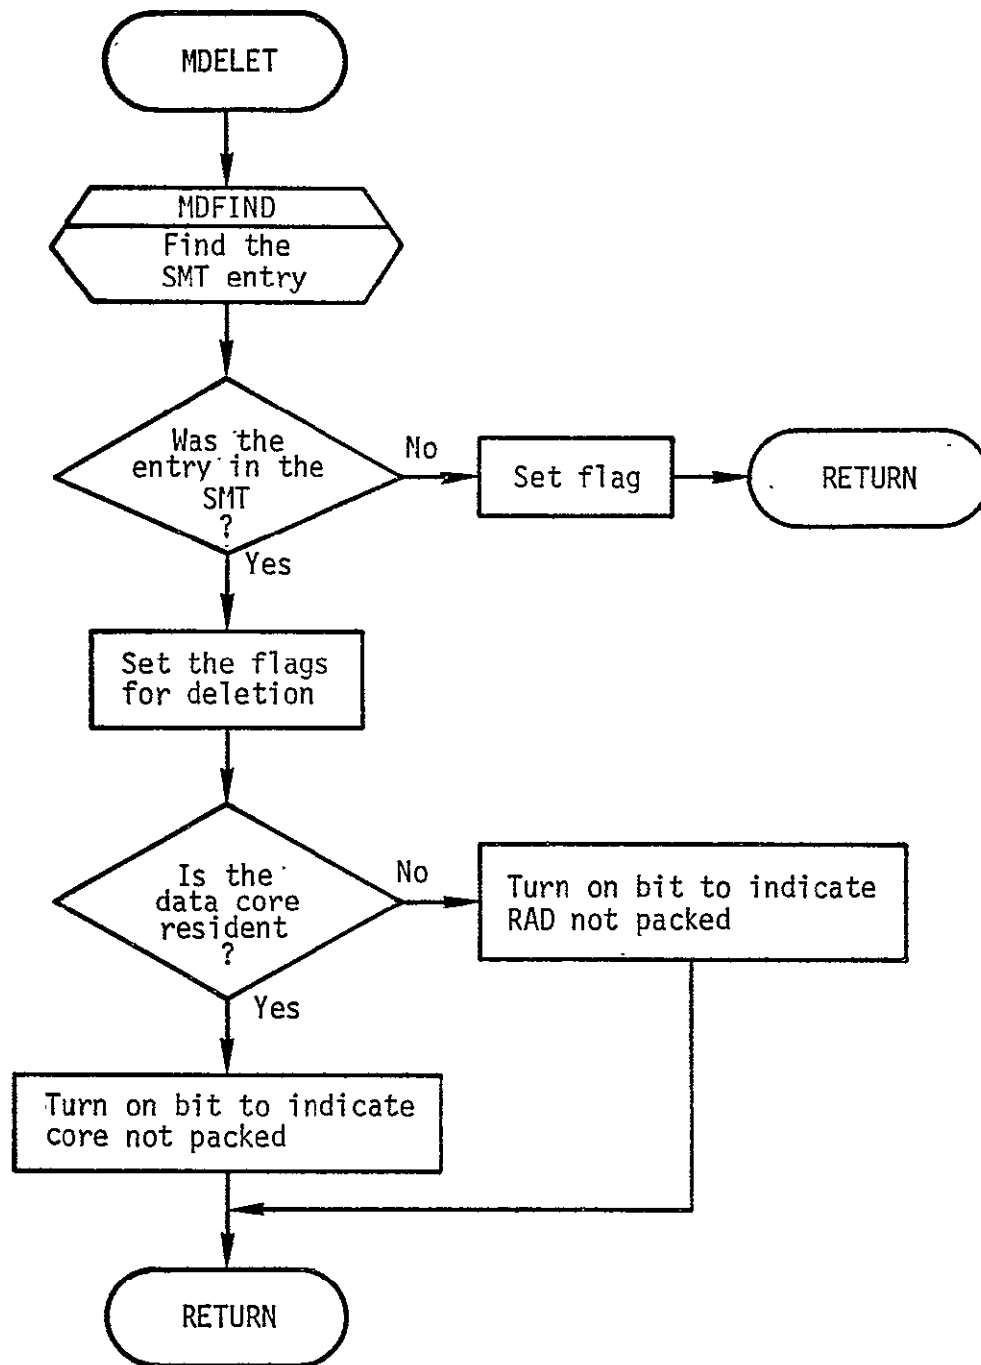 MDELET
MDFIND
Find the
SMT entry
Was the
entry in the
SMT
?
No
Set flag
RETURN
Yes
Set the flags
for deletion
Is the
data core
resident
?
No
Turn on bit to indicate
RAD not packed
Yes
Turn on bit to indicate
core not packed
RETURN